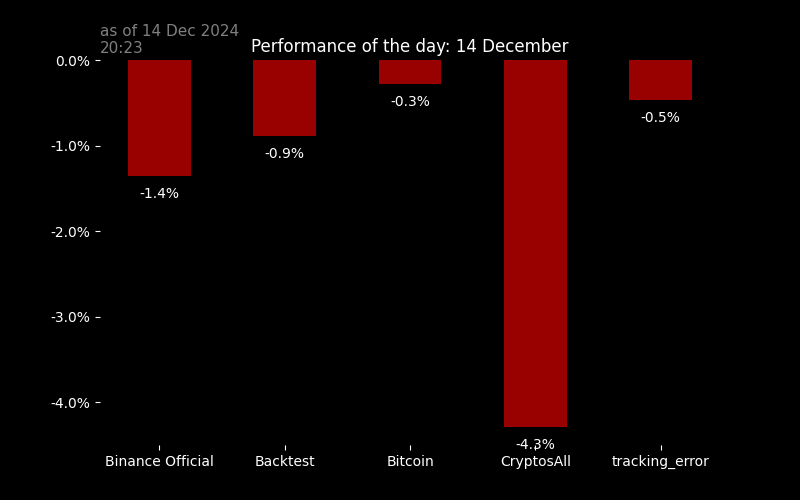 as of 14 Dec 2024
20:23
Performance of the day: 14 December
0.0%
-1.0%
-2.0%
-3.0%
-4.0%
-1.4%
-0.9%
-0.3%
-4.3%
-0.5%
Binance Official
Backtest
Bitcoin
CryptosAll
tracking_error